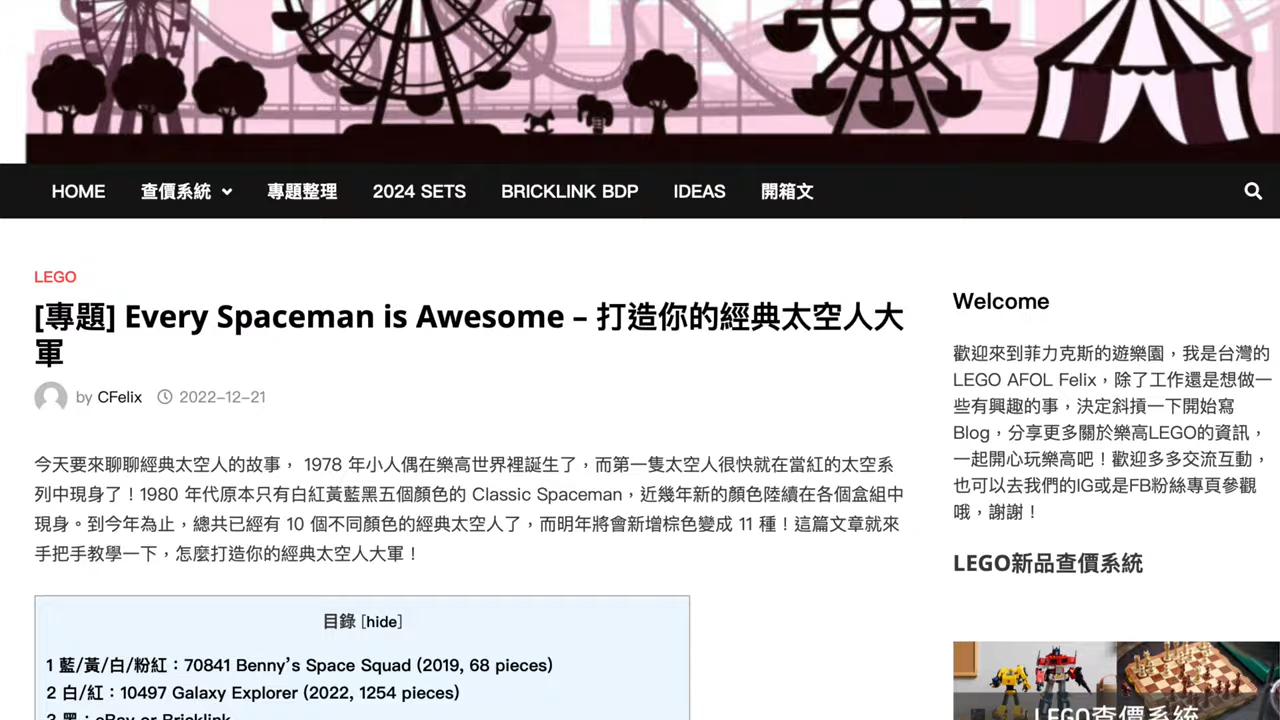 HOME 查價系統 專題整理 2024 SETS BRICKLINK BDP IDEAS 開箱文
LEGO
[專題] Every Spaceman is Awesome – 打造你的經典太空人大
軍
by CFelix 2022-12-21
今天要來聊聊經典太空人的故事， 1978 年小人偶在樂高世界裡誕生了，而第一隻太空人很快就在當紅的太空系
列中現身了！1980 年代原本只有白紅黃藍黑五個顏色的 Classic Spaceman，近幾年新的顏色陸續在各個盒組中
現身。到今年為止，總共已經有 10 個不同顏色的經典太空人了，而明年將會新增棕色變成 11 種！這篇文章就來
手把手教學一下，怎麼打造你的經典太空人大軍！
目錄 [hide]
1 藍/黃/白/粉紅：70841 Benny’s Space Squad (2019, 68 pieces)
2 白/紅：10497 Galaxy Explorer (2022, 1254 pieces)
3 黑：eBay or Bricklink
Welcome
歡迎來到菲力克斯的遊樂園，我是台灣的
LEGO AFOL Felix，除了工作還是想做一
些有興趣的事，決定斜摃一下開始寫
Blog，分享更多關於樂高LEGO的資訊，
一起開心玩樂高吧！歡迎多多交流互動，
也可以去我們的IG或是FB粉絲專頁參觀
哦，謝謝！
LEGO新品查價系統
LEGO查價系統